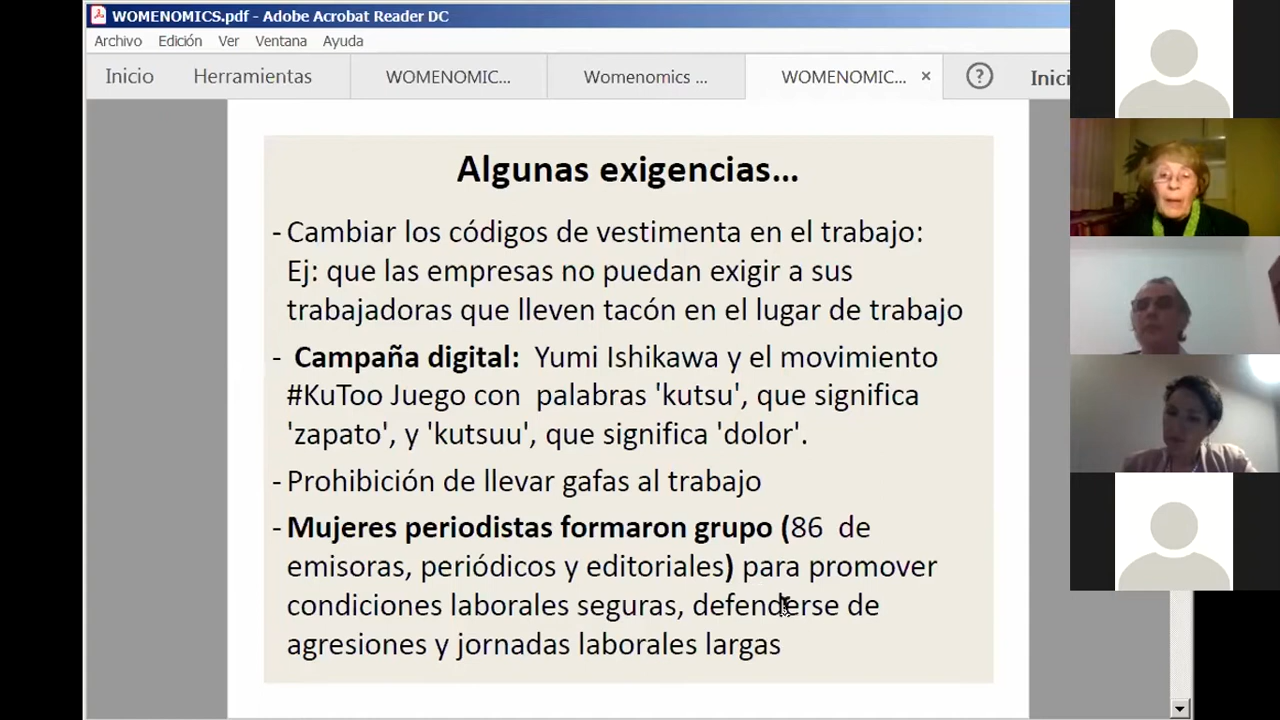 WOMENOMICS.pdf - Adobe Acrobat Reader DC
Archivo Edición Ver Ventana Ayuda
Inicio Herramientas WOMENOMIC... Womenomics ... WOMENOMIC... × ? Inici
Algunas exigencias...
- Cambiar los códigos de vestimenta en el trabajo:
Ej: que las empresas no puedan exigir a sus
trabajadoras que lleven tacón en el lugar de trabajo
- Campaña digital: Yumi Ishikawa y el movimiento
#KuToo Juego con palabras 'kutsu', que significa
'zapato', y 'kutsuu', que significa 'dolor'.
- Prohibición de llevar gafas al trabajo
- Mujeres periodistas formaron grupo (86 de
emisoras, periódicos y editoriales) para promover
condiciones laborales seguras, defenderse de
agresiones y jornadas laborales largas